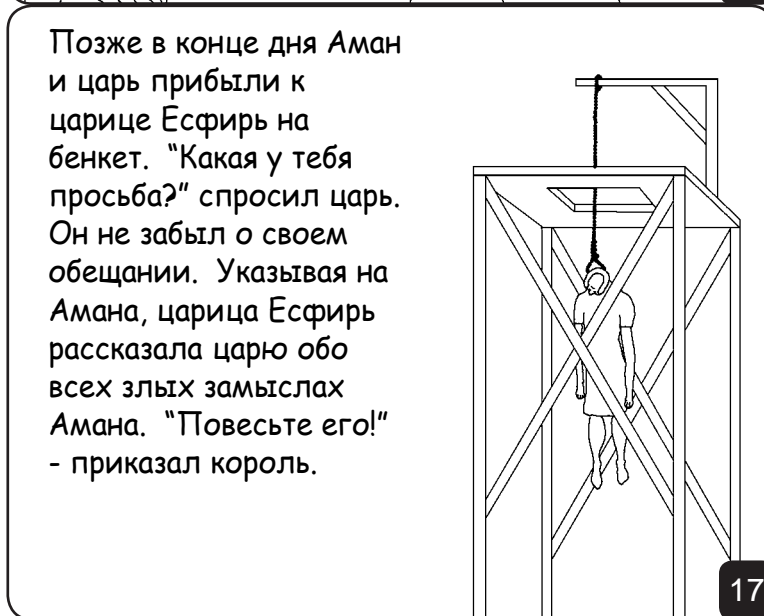 Позже в конце дня Аман
и царь прибыли к
царице Есфирь на
бенкет.  “Какая у тебя
просьба?” спросил царь.
Он не забыл о своем
обещании.  Указывая на
Амана, царица Есфирь
рассказала царю обо
всех злых замыслах
Амана.  “Повесьте его!”
- приказал король.
17